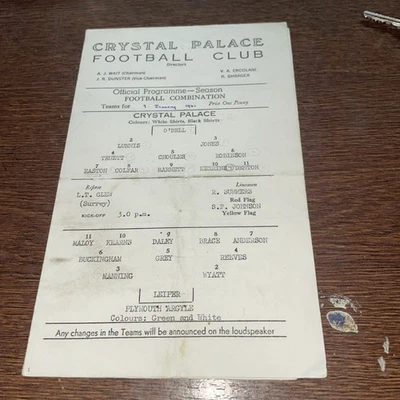 CRYSTAL PALACE
FOOTBALL CLUB
Directors
A. J. WAIT (Chairman) V. E. ERCOLANI
J. R. DUNSTER (Vice-Chairman)
Official Programme—Season
FOOTBALL COMBINATION
Teams for Price One Penny
CRYSTAL PALACE
Colours: White Shirts, Black Shorts
O'DELL
2 3
LUNNIS JONES
4 5 6
TRUETT CHOULES ROBINSON
7 8 9 10 11
EASTON COLFAR BARNETT HEYTON
Referee Linesmen
L.T. GLEN R. SUMMERS
(Surrey) Red Flag
S.F. JOHNSON
KICK-OFF 3.0 p.m. Yellow Flag
11 10 9 8 7
MALOY KEARNS DALEY BRACE ANDERSON
6 5 4
BUCKINGHAM GREY REEVES
3 2
MANNING WYATT
LEIPER
PLYMOUTH ARGYLE
Colours: Green and White
Any changes in the Teams will be announced on the loudspeaker